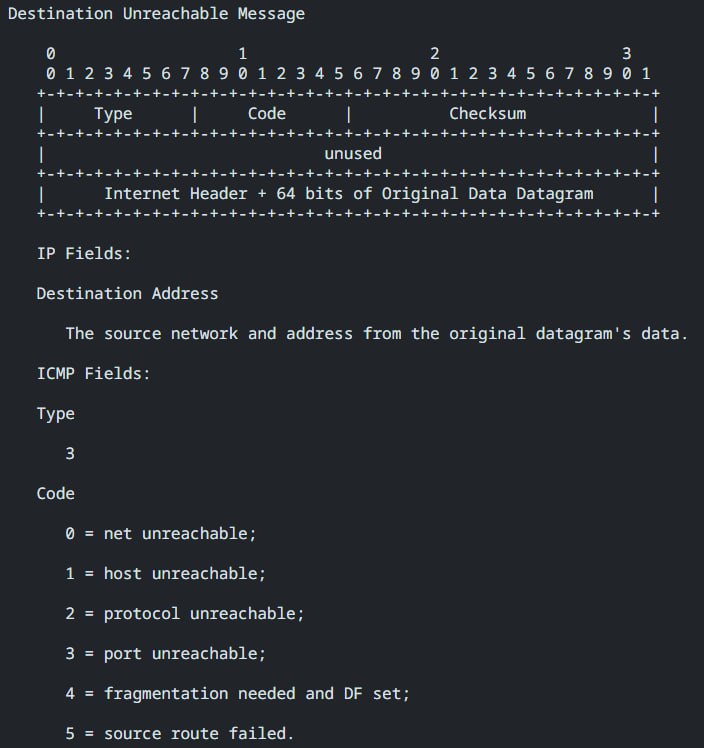 Destination Unreachable Message
0                   1                   2                   3
0 1 2 3 4 5 6 7 8 9 0 1 2 3 4 5 6 7 8 9 0 1 2 3 4 5 6 7 8 9 0 1
+-+-+-+-+-+-+-+-+-+-+-+-+-+-+-+-+-+-+-+-+-+-+-+-+-+-+-+-+-+-+-+-+
|     Type      |     Code      |          Checksum             |
+-+-+-+-+-+-+-+-+-+-+-+-+-+-+-+-+-+-+-+-+-+-+-+-+-+-+-+-+-+-+-+-+
|                             unused                            |
+-+-+-+-+-+-+-+-+-+-+-+-+-+-+-+-+-+-+-+-+-+-+-+-+-+-+-+-+-+-+-+-+
|      Internet Header + 64 bits of Original Data Datagram      |
+-+-+-+-+-+-+-+-+-+-+-+-+-+-+-+-+-+-+-+-+-+-+-+-+-+-+-+-+-+-+-+-+
IP Fields:
Destination Address
The source network and address from the original datagram's data.
ICMP Fields:
Type
3
Code
0 = net unreachable;
1 = host unreachable;
2 = protocol unreachable;
3 = port unreachable;
4 = fragmentation needed and DF set;
5 = source route failed.